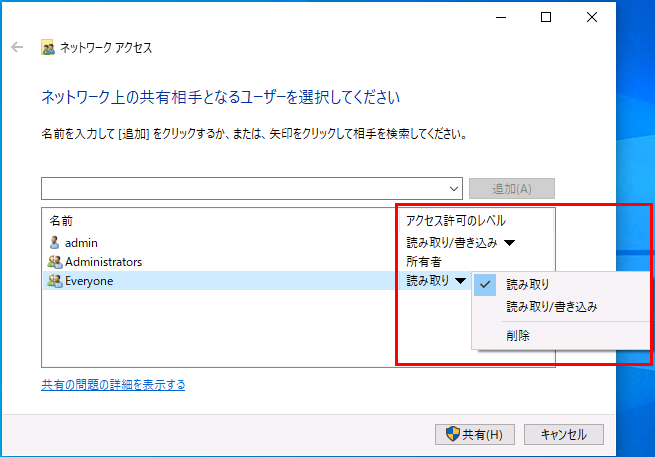 ネットワーク アクセス
ネットワーク上の共有相手となるユーザーを選択してください
名前を入力して [追加] をクリックするか、または、矢印をクリックして相手を検索してください。
追加(A)
名前 アクセス許可のレベル
admin 読み取り/書き込み
Administrators 所有者
Everyone 読み取り
読み取り
読み取り/書き込み
削除
共有の問題の詳細を表示する
共有(H) キャンセル